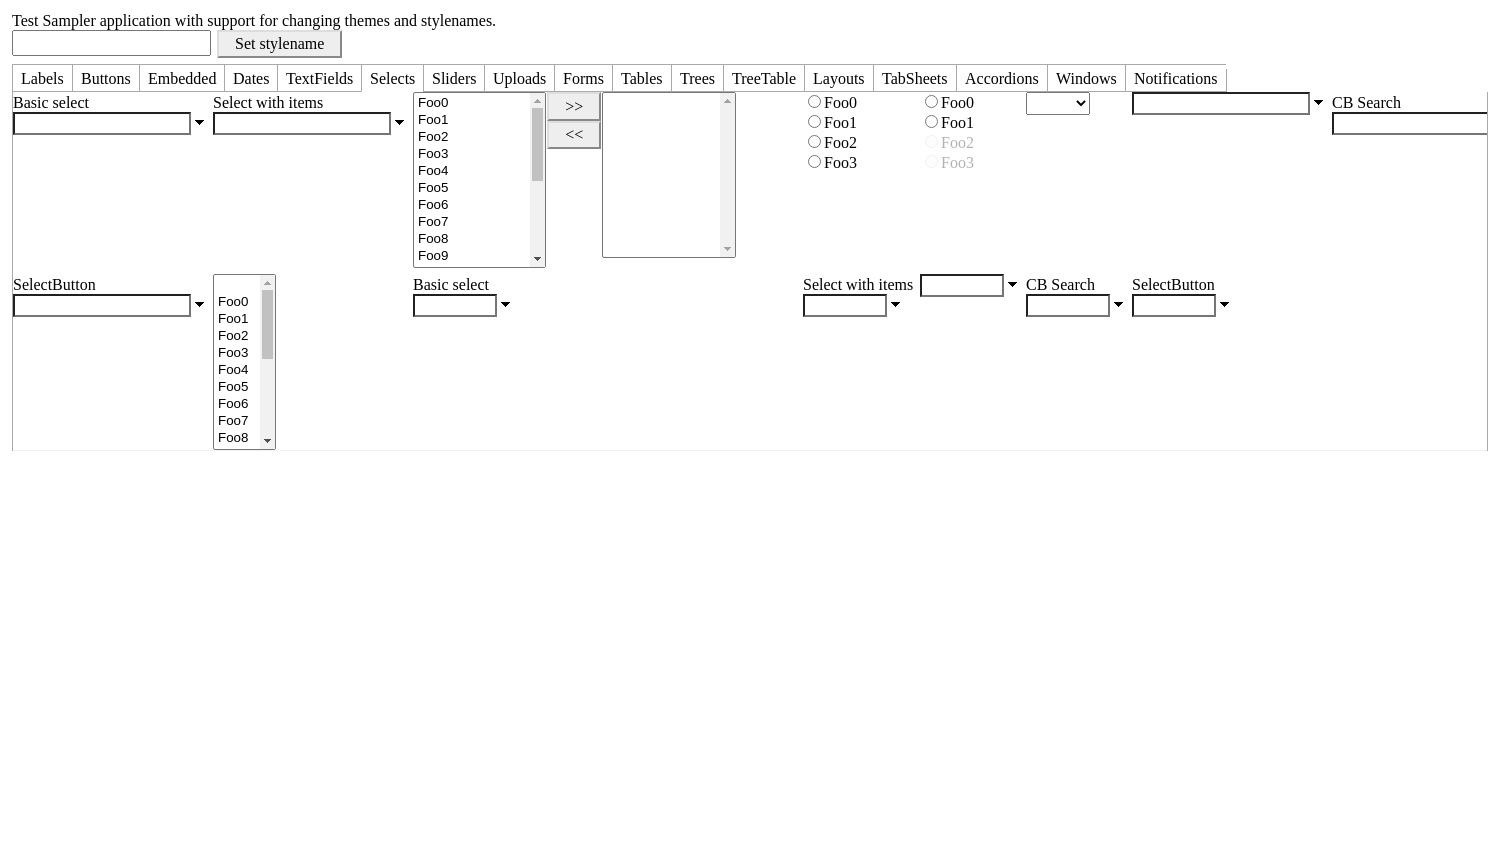 Test Sampler application with support for changing themes and stylenames.
Set stylename
Labels Buttons Embedded Dates TextFields Selects Sliders Uploads Forms Tables Trees TreeTable Layouts TabSheets Accordions Windows Notifications
Basic select
Select with items
Foo0
Foo1
Foo2
Foo3
Foo4
Foo5
Foo6
Foo7
Foo8
Foo9
>>
<<
Foo0
Foo1
Foo2
Foo3
Foo0
Foo1
Foo2
Foo3
CB Search
SelectButton
Foo0
Foo1
Foo2
Foo3
Foo4
Foo5
Foo6
Foo7
Foo8
Basic select
Select with items
CB Search
SelectButton